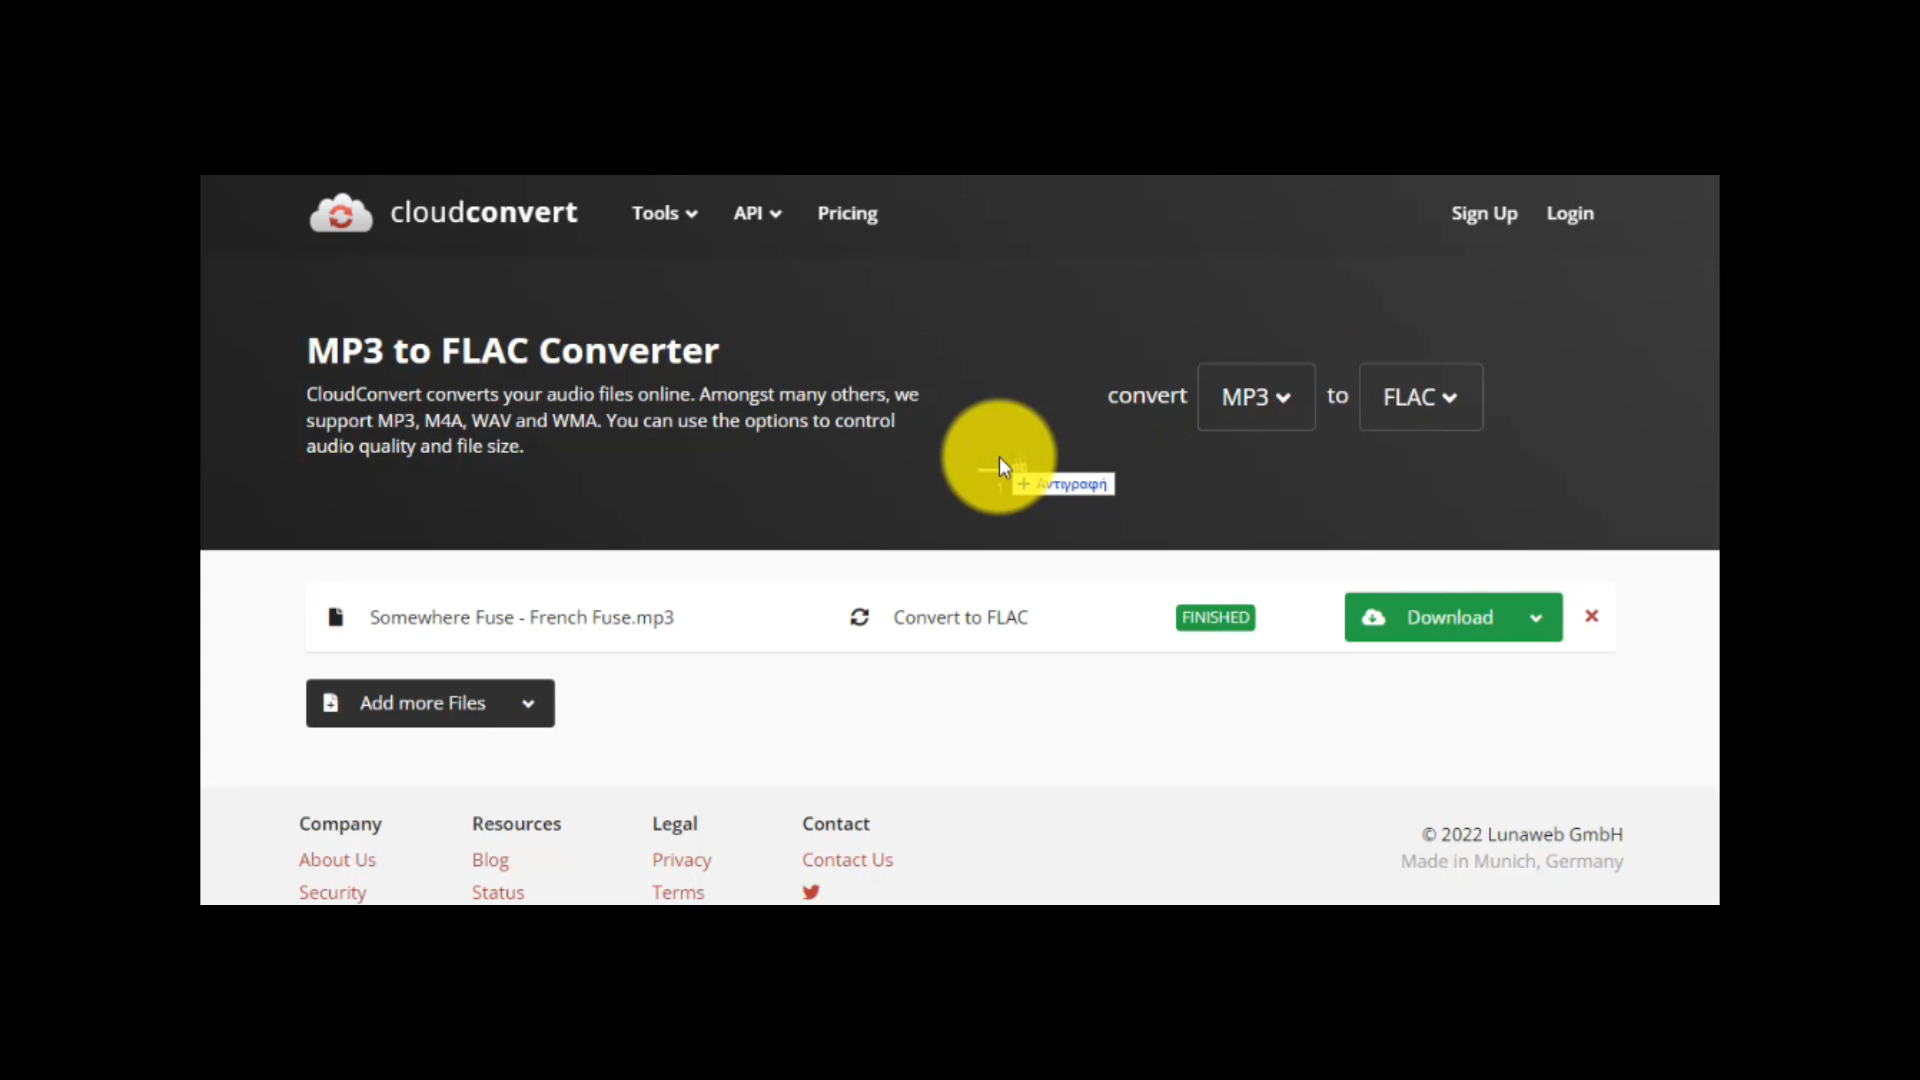 cloudconvert Tools API Pricing Sign Up Login
MP3 to FLAC Converter
CloudConvert converts your audio files online. Amongst many others, we
support MP3, M4A, WAV and WMA. You can use the options to control
audio quality and file size.
convert MP3 to FLAC
+ Αντιγραφή
Somewhere Fuse - French Fuse.mp3 Convert to FLAC FINISHED Download
Add more Files
Company Resources Legal Contact
About Us Blog Privacy Contact Us
Security Status Terms
© 2022 Lunaweb GmbH
Made in Munich, Germany